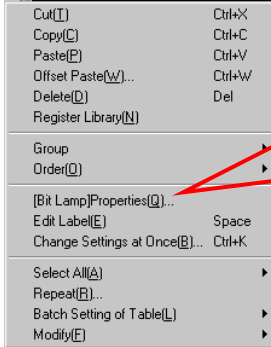 Cut(T) Ctrl+X
Copy(C) Ctrl+C
Paste(P) Ctrl+V
Offset Paste(W)... Ctrl+W
Delete(D) Del
Register Library(N)
Group
Order(O)
[Bit Lamp]Properties(Q)...
Edit Label(E) Space
Change Settings at Once(B)... Ctrl+K
Select All(A)
Repeat(R)...
Batch Setting of Table(L)
Modify(F)